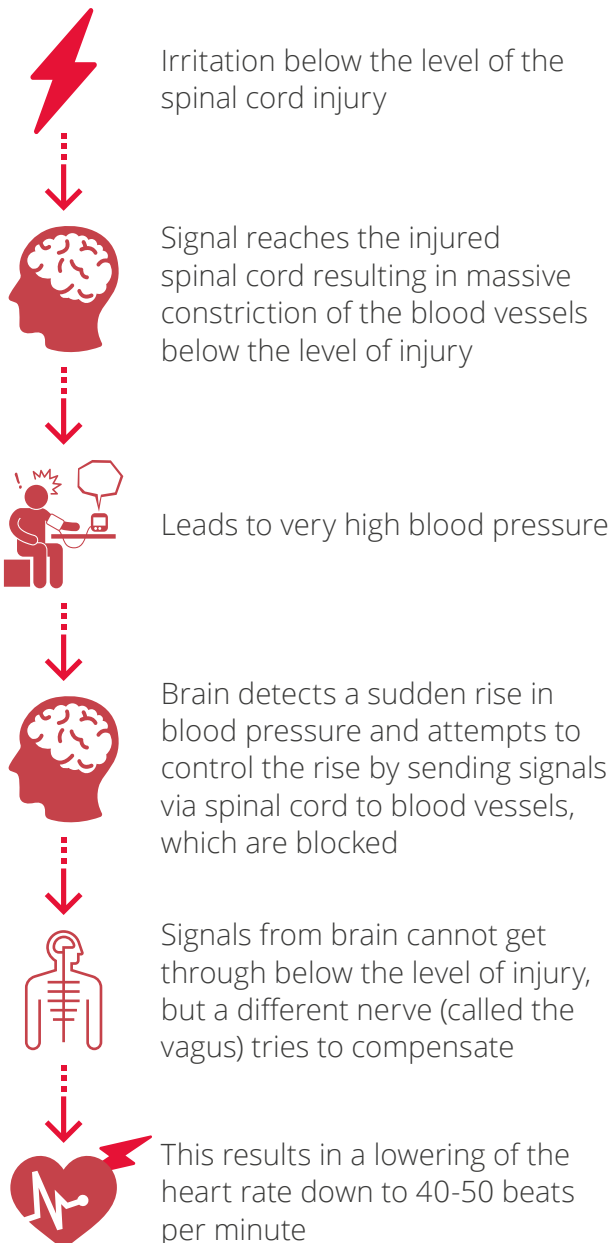 Irritation below the level of the
spinal cord injury
Signal reaches the injured
spinal cord resulting in massive
constriction of the blood vessels
below the level of injury
!
Leads to very high blood pressure
Brain detects a sudden rise in
blood pressure and attempts to
control the rise by sending signals
via spinal cord to blood vessels,
which are blocked
Signals from brain cannot get
through below the level of injury,
but a different nerve (called the
vagus) tries to compensate
This results in a lowering of the
heart rate down to 40-50 beats
per minute